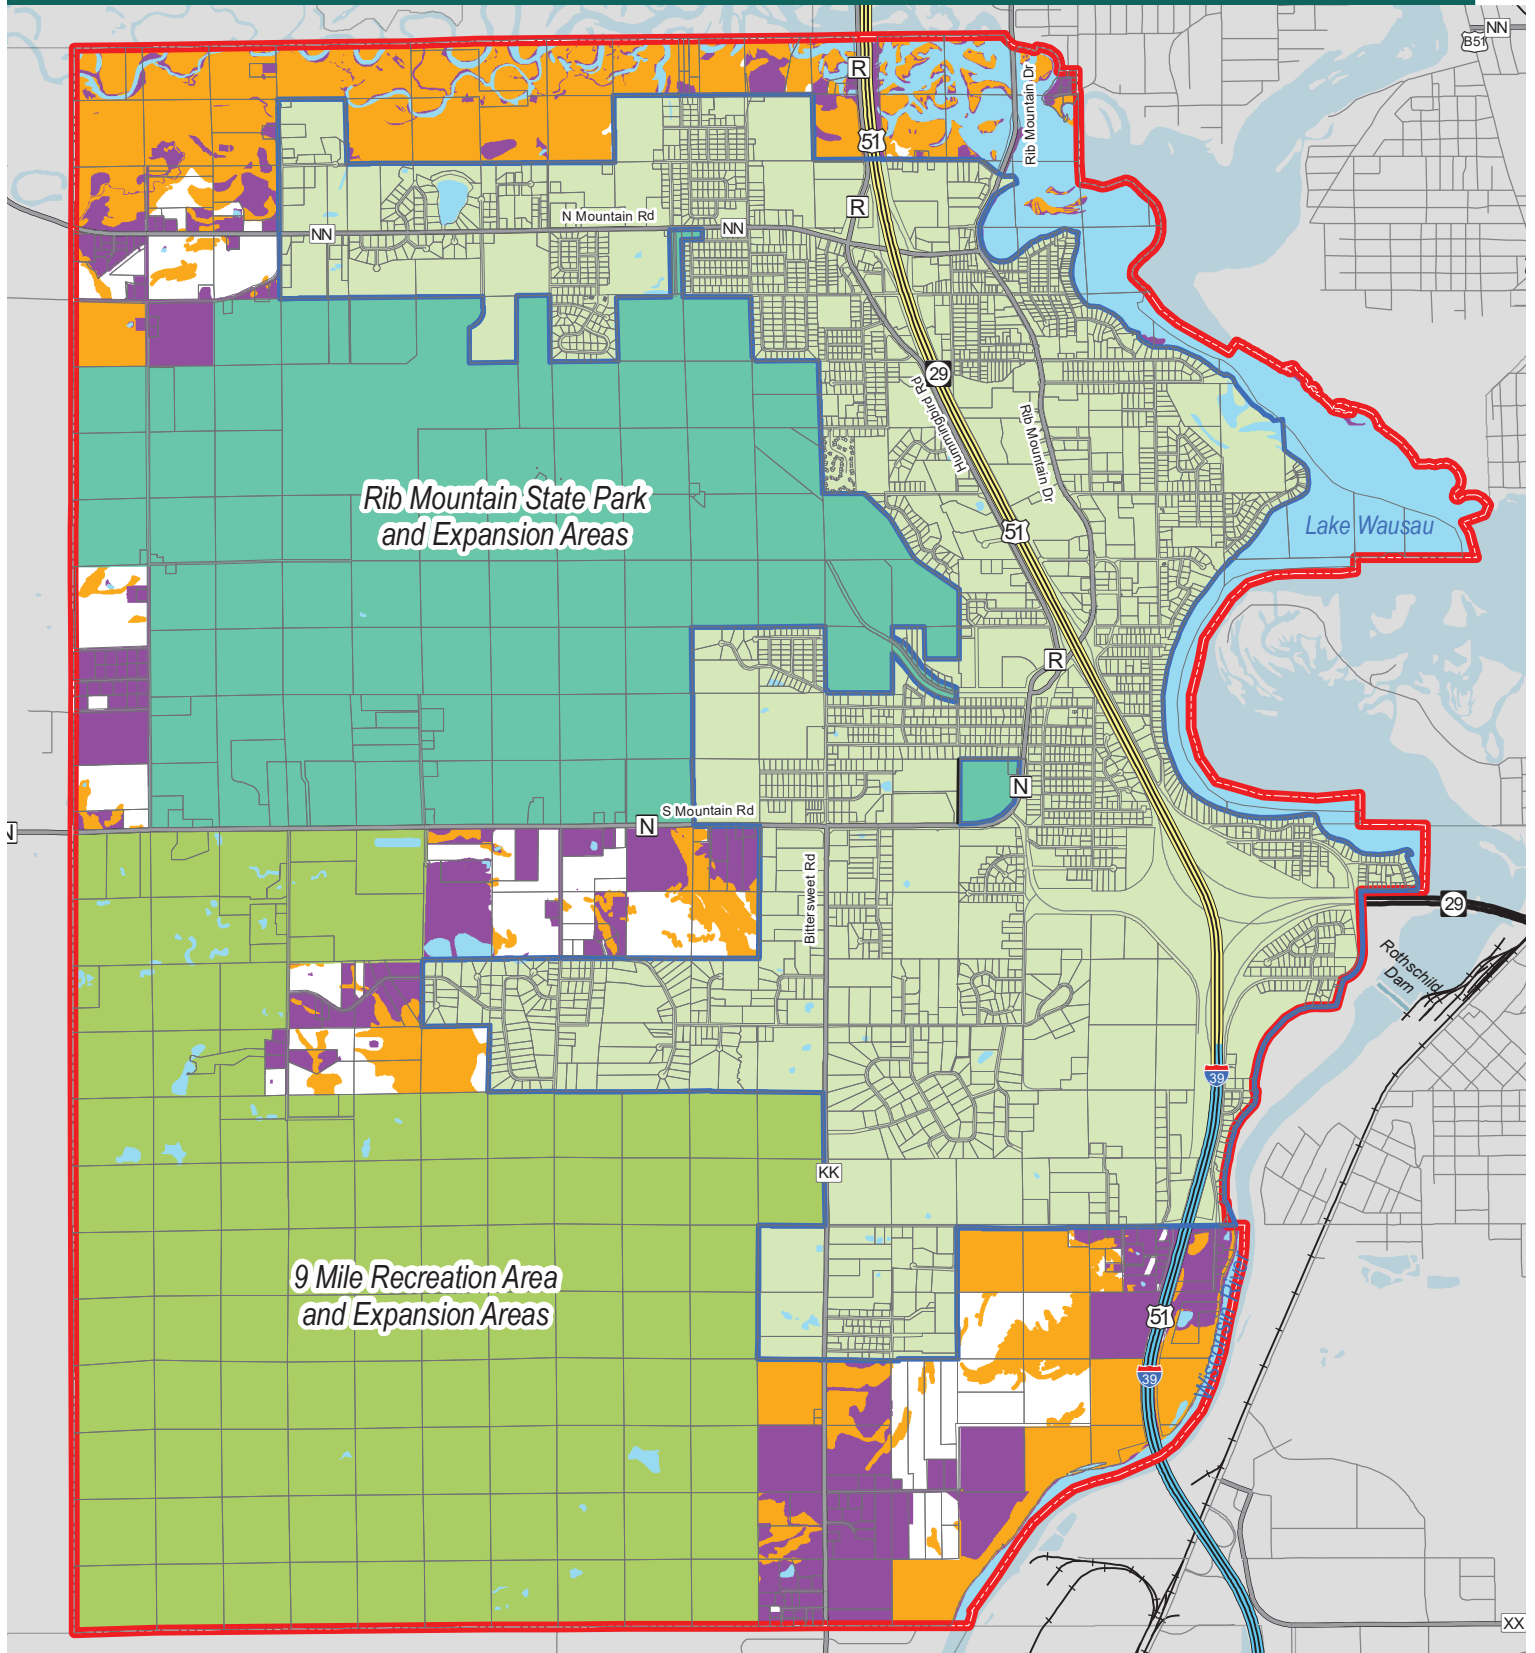 NN
B51
R
Rib Mountain Dr
51
R
N Mountain Rd
NN
NN
29
Hummingbird Rd
Rib Mountain Dr
Rib Mountain State Park
and Expansion Areas
51
Lake Wausau
R
N
S Mountain Rd
N
N
Bittersweet Rd
29
Rothschild
Dam
39
KK
9 Mile Recreation Area
and Expansion Areas
51
Wisconsin River
39
XX